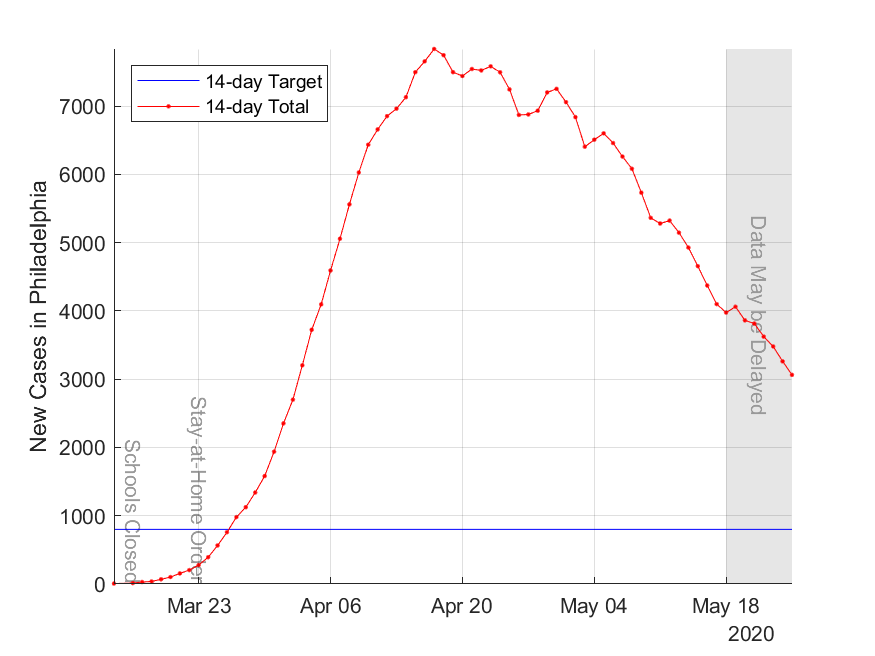 14-day Target
14-day Total
New Cases in Philadelphia
7000
6000
5000
4000
3000
2000
1000
0
Schools Closed
Stay-at-Home Order
Data May be Delayed
Mar 23
Apr 06
Apr 20
May 04
May 18
2020